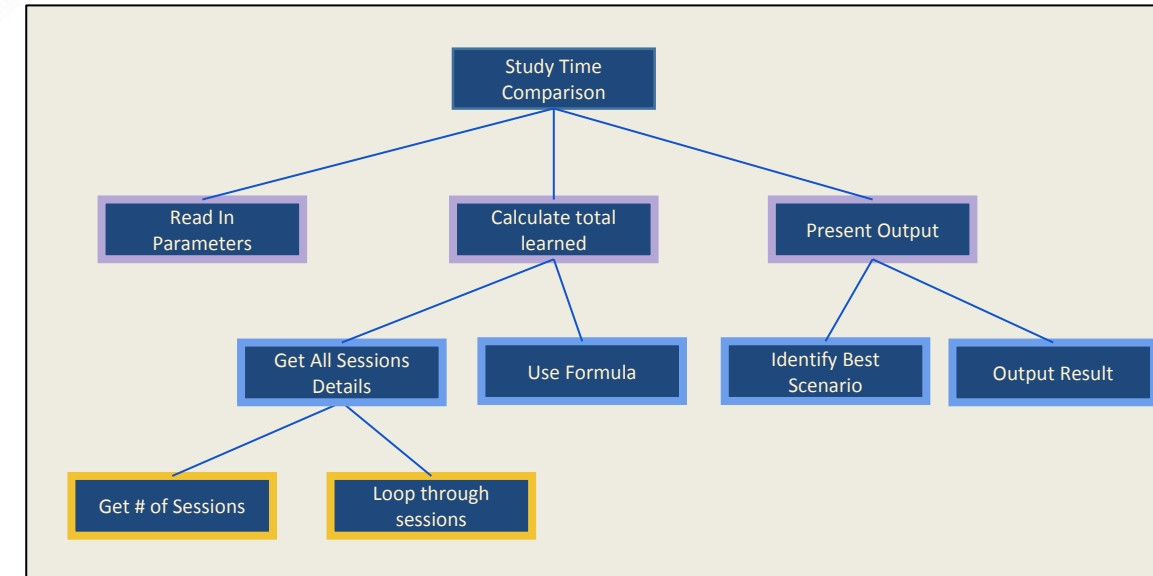 Study Time
Comparison
Read In
Parameters
Calculate total
learned
Present Output
Get All Sessions
Details
Use Formula
Identify Best
Scenario
Output Result
Get # of Sessions
Loop through
sessions